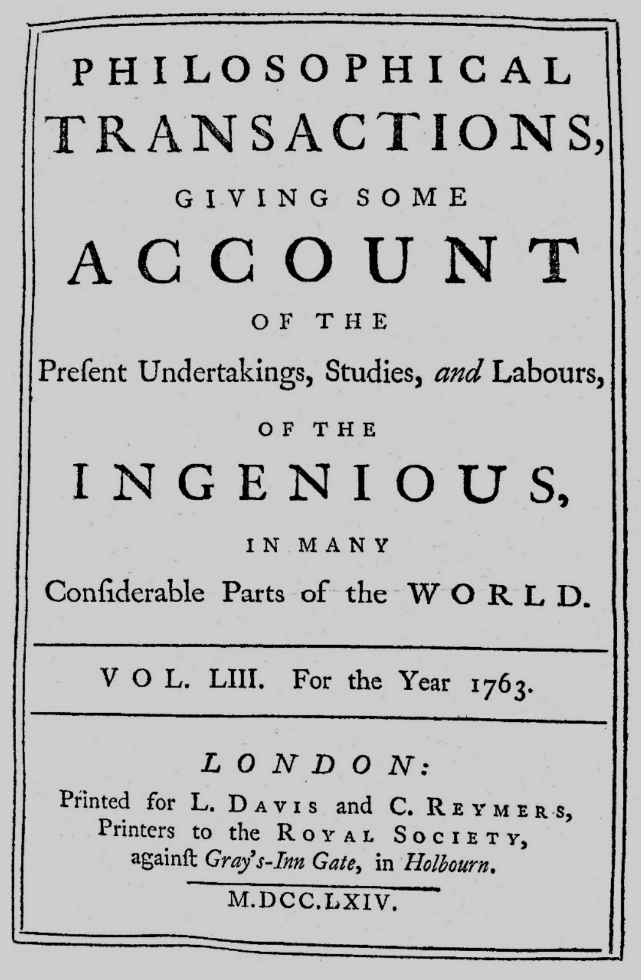 PHILOSOPHICAL
TRANSACTIONS,
GIVING SOME
ACCOUNT
OF THE
Preſent Undertakings, Studies, and Labours,
OF THE
INGENIOUS,
IN MANY
Conſiderable Parts of the WORLD.
VOL. LIII. For the Year 1763.
LONDON:
Printed for L. DAVIS and C. REYMERS,
Printers to the ROYAL SOCIETY,
againſt Gray's-Inn Gate, in Holbourn.
M.DCC.LXIV.